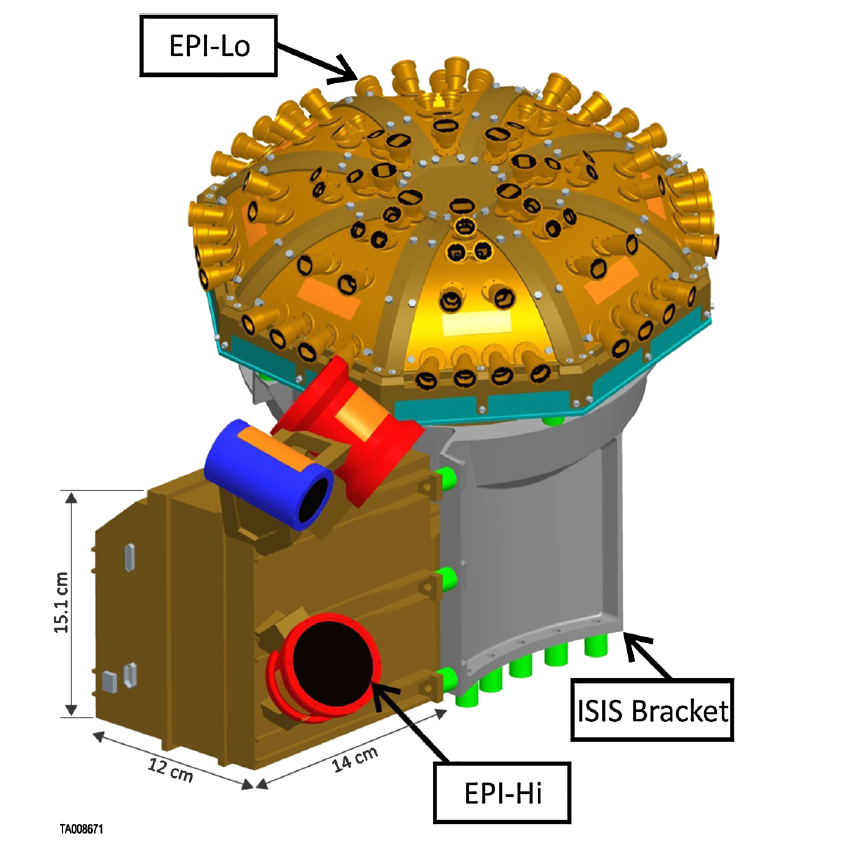 EPI-Lo
15.1 cm
12 cm
14 cm
ISIS Bracket
EPI-Hi
TA008671